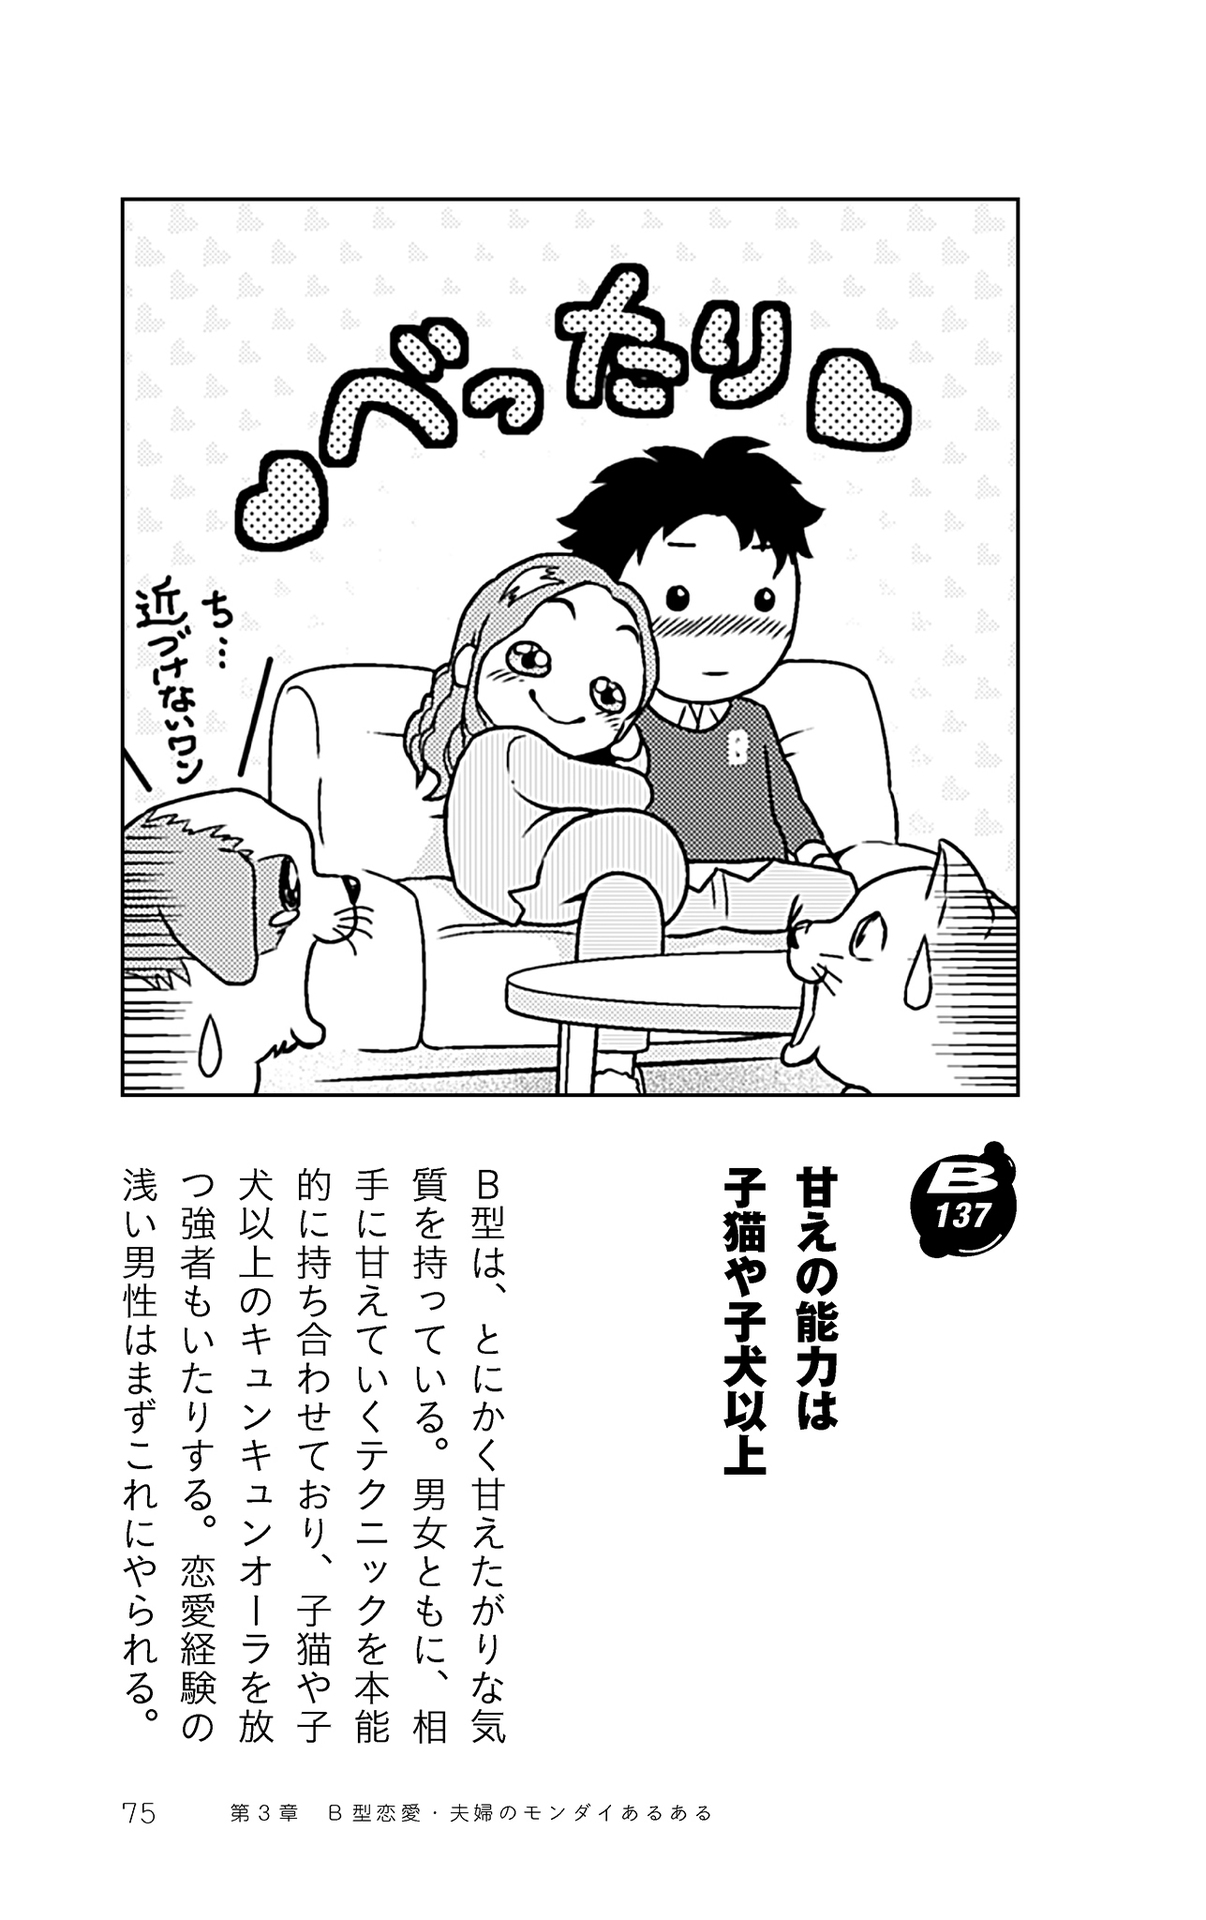 べったり
ち…
近づけないワン
B
B
137
甘えの能力は
子猫や子犬以上
B型は、とにかく甘えたがりな気
質を持っている。男女ともに、相
手に甘えていくテクニックを本能
的に持ち合わせており、子猫や子
犬以上のキュンキュンオーラを放
つ強者もいたりする。恋愛経験の
浅い男性はまずこれにやられる。
75
第3章　B型恋愛・夫婦のモンダイあるある